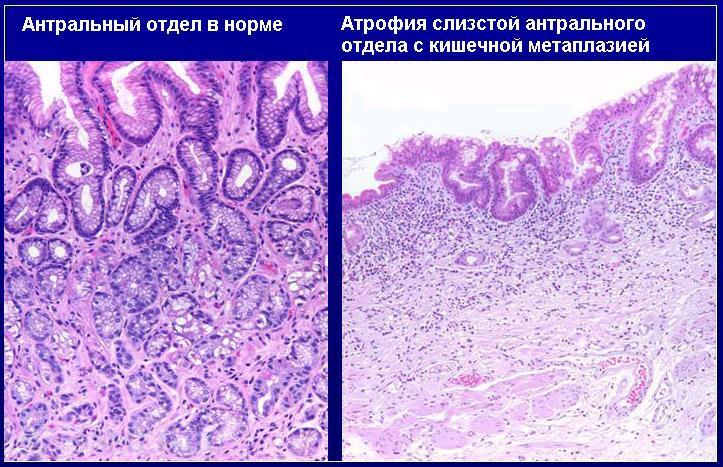 Антральный отдел в норме
Атрофия слизстой антрального
отдела с кишечной метаплазией